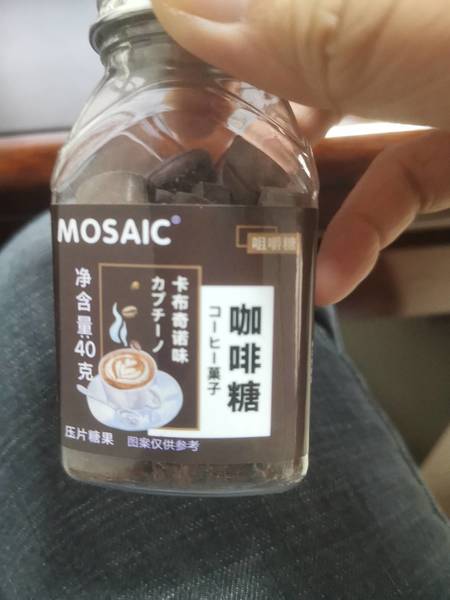 MOSAIC®
咀嚼糖
净含量:40克
卡布奇诺味
カプチーノ
咖啡糖
コーヒー菓子
压片糖果
图案仅供参考